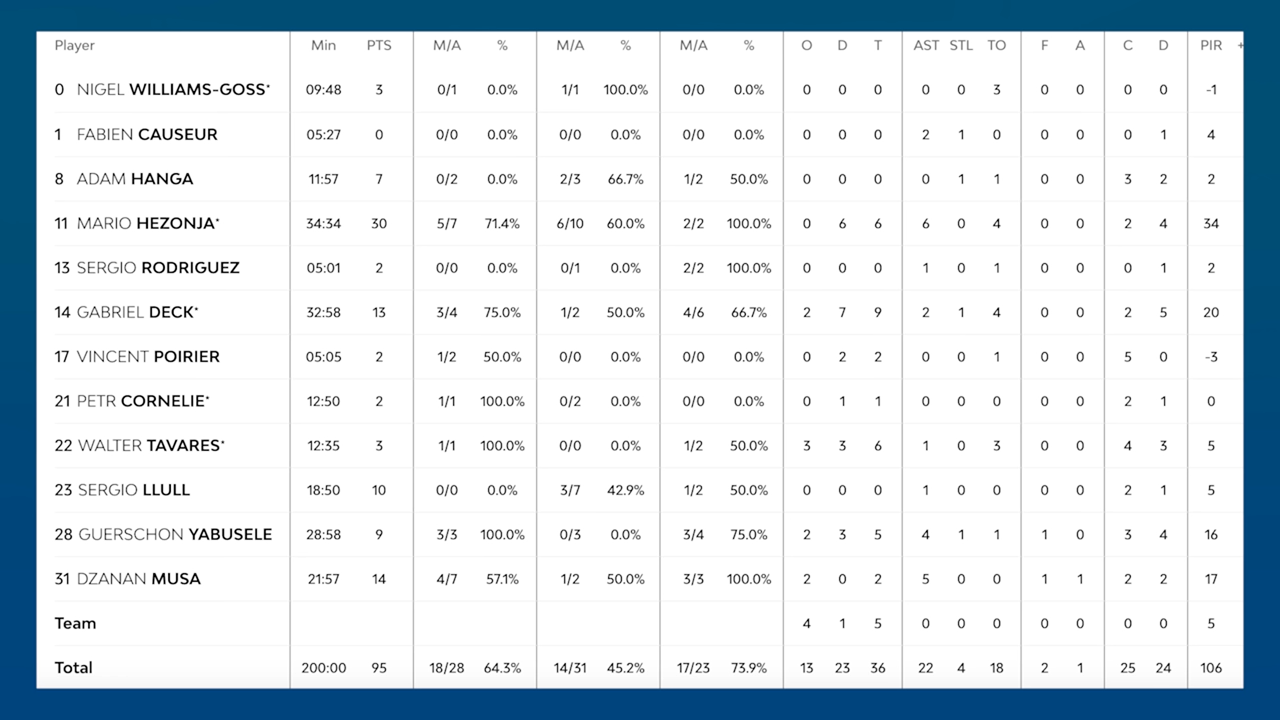 Player Min PTS M/A % M/A % M/A % O D T AST STL TO F A C D PIR +
0 NIGEL WILLIAMS-GOSS* 09:48 3 0/1 0.0% 1/1 100.0% 0/0 0.0% 0 0 0 0 0 3 0 0 0 0 -1
1 FABIEN CAUSEUR 05:27 0 0/0 0.0% 0/0 0.0% 0/0 0.0% 0 0 0 2 1 0 0 0 0 1 4
8 ADAM HANGA 11:57 7 0/2 0.0% 2/3 66.7% 1/2 50.0% 0 0 0 0 1 1 0 0 3 2 2
11 MARIO HEZONJA* 34:34 30 5/7 71.4% 6/10 60.0% 2/2 100.0% 0 6 6 6 0 4 0 0 2 4 34
13 SERGIO RODRIGUEZ 05:01 2 0/0 0.0% 0/1 0.0% 2/2 100.0% 0 0 0 1 0 1 0 0 0 1 2
14 GABRIEL DECK* 32:58 13 3/4 75.0% 1/2 50.0% 4/6 66.7% 2 7 9 2 1 4 0 0 2 5 20
17 VINCENT POIRIER 05:05 2 1/2 50.0% 0/0 0.0% 0/0 0.0% 0 2 2 0 0 1 0 0 5 0 -3
21 PETR CORNELIE* 12:50 2 1/1 100.0% 0/2 0.0% 0/0 0.0% 0 1 1 0 0 0 0 0 2 1 0
22 WALTER TAVARES* 12:35 3 1/1 100.0% 0/0 0.0% 1/2 50.0% 3 3 6 1 0 3 0 0 4 3 5
23 SERGIO LLULL 18:50 10 0/0 0.0% 3/7 42.9% 1/2 50.0% 0 0 0 1 0 0 0 0 2 1 5
28 GUERSCHON YABUSELE 28:58 9 3/3 100.0% 0/3 0.0% 3/4 75.0% 2 3 5 4 1 1 1 0 3 4 16
31 DZANAN MUSA 21:57 14 4/7 57.1% 1/2 50.0% 3/3 100.0% 2 0 2 5 0 0 1 1 2 2 17
Team 4 1 5 0 0 0 0 0 0 0 5
Total 200:00 95 18/28 64.3% 14/31 45.2% 17/23 73.9% 13 23 36 22 4 18 2 1 25 24 106